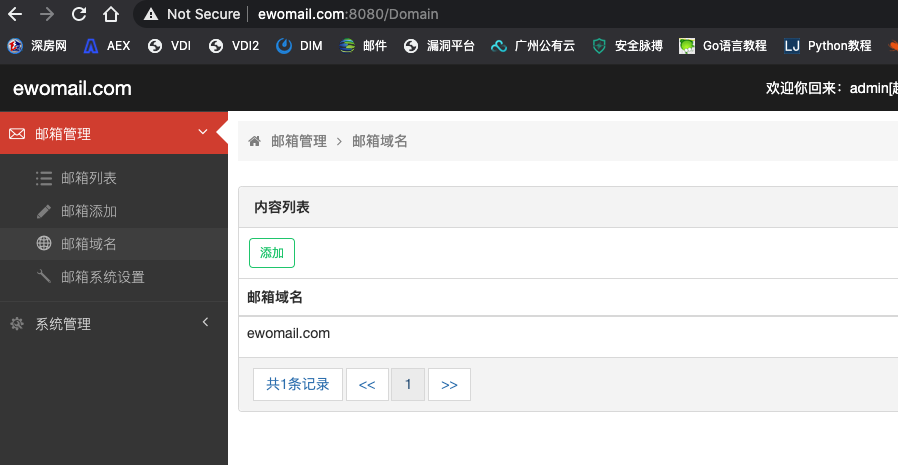 Not Secure ewomail.com:8080/Domain
深房网 AEX VDI VDI2 DIM 邮件 漏洞平台 广州公有云 安全脉搏 Go语言教程 Python教程
ewomail.com 欢迎你回来：admin[超
邮箱管理
邮箱列表
邮箱添加
邮箱域名
邮箱系统设置
系统管理
邮箱管理 > 邮箱域名
内容列表
添加
邮箱域名
ewomail.com
共1条记录 << 1 >>